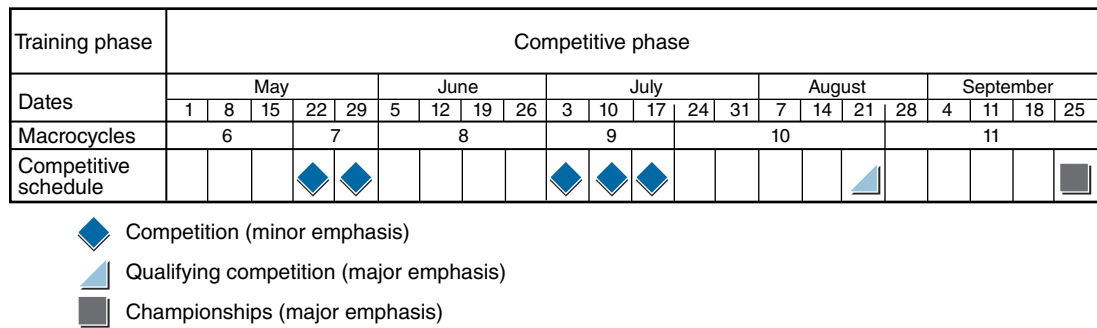 Training phase Competitive phase
Dates May June July August September
1 8 15 22 29 5 12 19 26 3 10 17 24 31 7 14 21 28 4 11 18 25
Macrocycles 6 7 8 9 10 11
Competitive
schedule
Competition (minor emphasis)
Qualifying competition (major emphasis)
Championships (major emphasis)